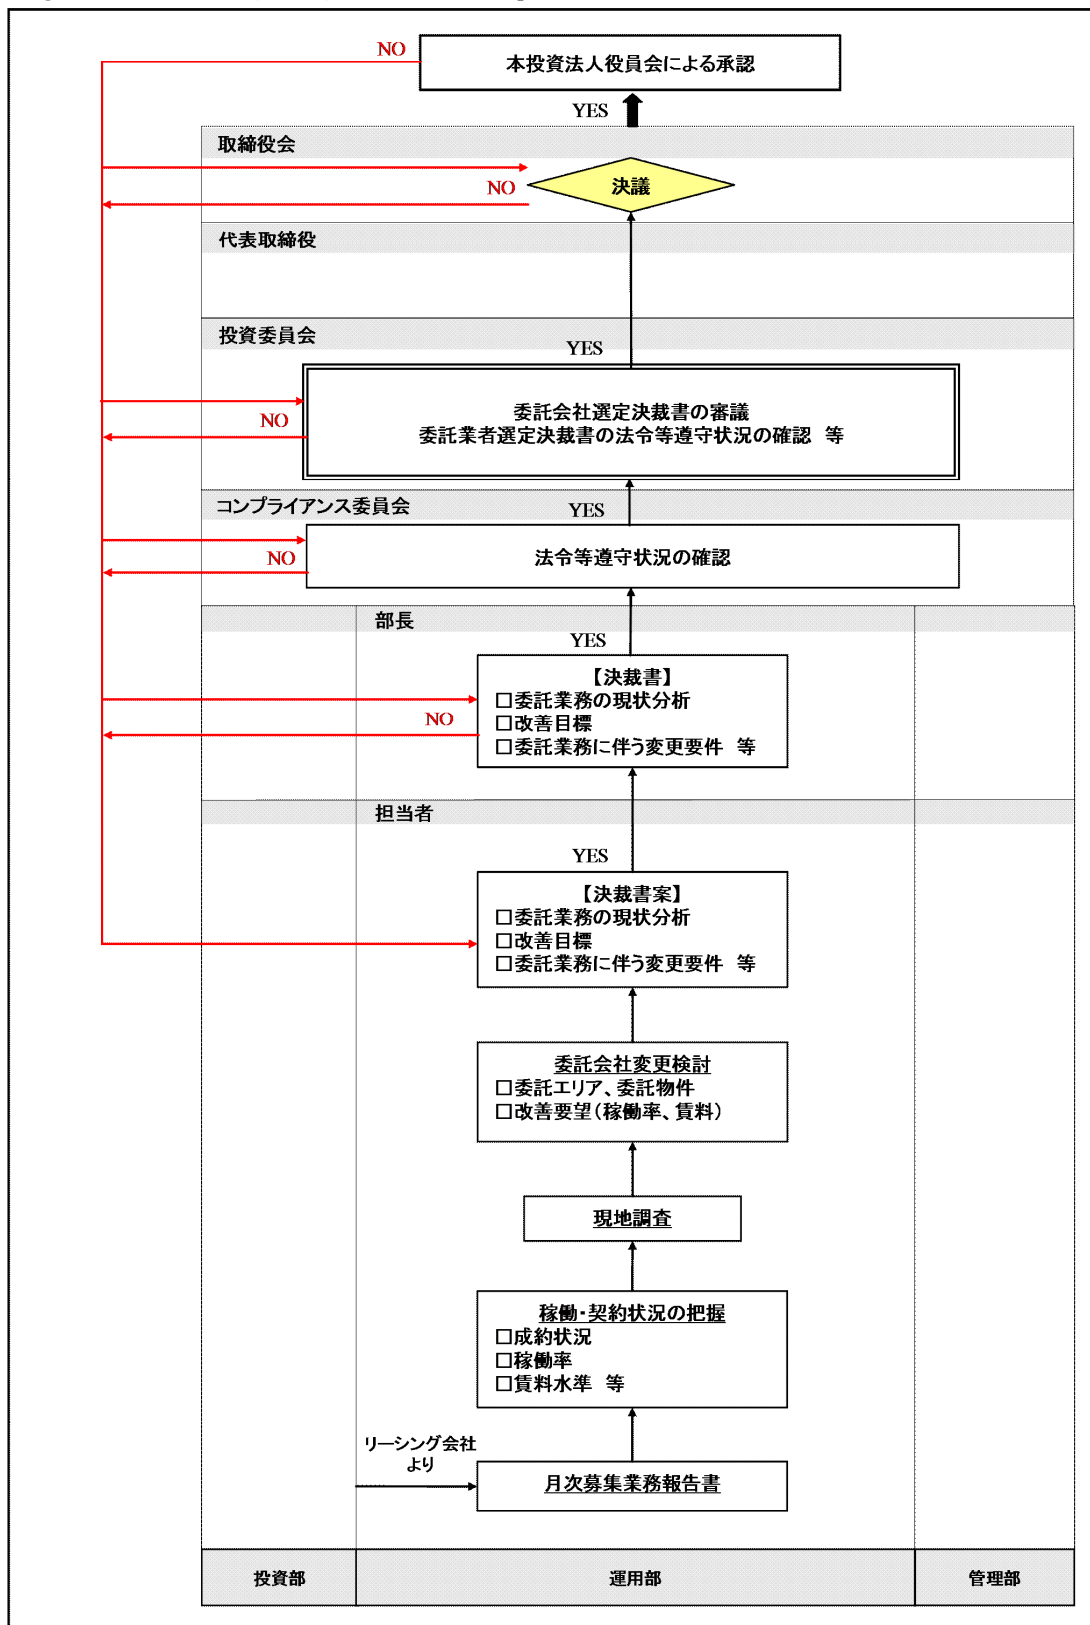 NO
本投資法人役員会による承認
YES
取締役会
NO
決議
代表取締役
投資委員会
YES
委託会社選定決裁書の審議
NO
委託業者選定決裁書の法令等遵守状況の確認 等
コンプライアンス委員会
YES
NO
法令等遵守状況の確認
部長
YES
【決裁書】
□委託業務の現状分析
NO
□改善目標
□委託業務に伴う変更要件 等
担当者
YES
【決裁書案】
□委託業務の現状分析
□改善目標
□委託業務に伴う変更要件 等
委託会社変更検討
□委託エリア、委託物件
□改善要望(稼働率、賃料)
現地調査
稼働・契約状況の把握
□成約状況
□稼働率
□賃料水準 等
リーシング会社
より
月次募集業務報告書
投資部
運用部
管理部